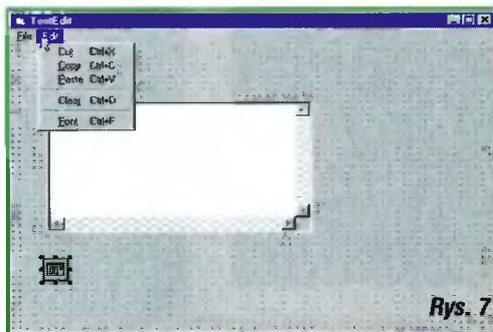 TextEdit
File Edit
Cut Ctrl+X
Copy Ctrl+C
Paste Ctrl+V
Clear Ctrl+D
Font Ctrl+F
Rys. 7